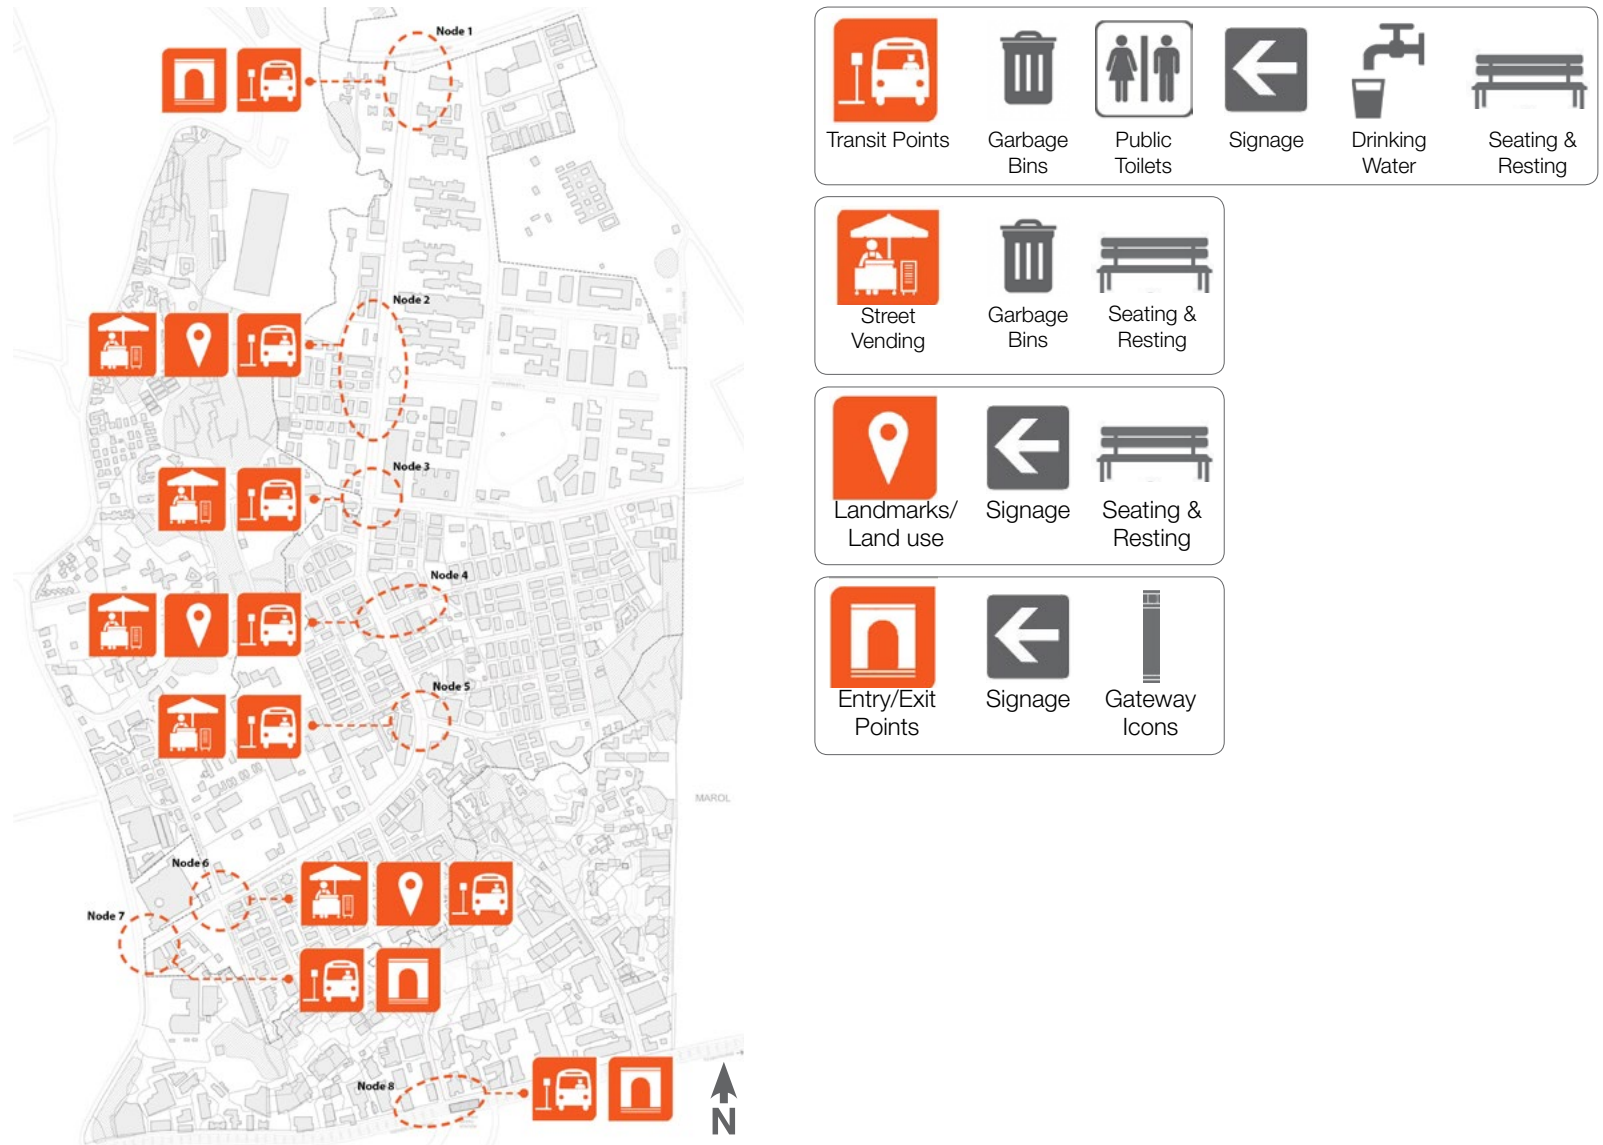 Node 1
Node 2
Node 3
Node 4
Node 5
Node 6
Node 7
Node 8
MAROL
N
Transit Points
Garbage
Bins
Public
Toilets
Signage
Drinking
Water
Seating &
Resting
Street
Vending
Garbage
Bins
Seating &
Resting
Landmarks/
Land use
Signage
Seating &
Resting
Entry/Exit
Points
Signage
Gateway
Icons